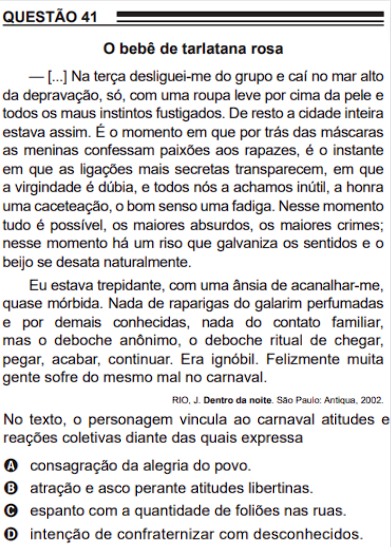 QUESTÃO 41
O bebê de tarlatana rosa
— [...] Na terça desliguei-me do grupo e caí no mar alto
da depravação, só, com uma roupa leve por cima da pele e
todos os maus instintos fustigados. De resto a cidade inteira
estava assim. É o momento em que por trás das máscaras
as meninas confessam paixões aos rapazes, é o instante
em que as ligações mais secretas transparecem, em que
a virgindade é dúbia, e todos nós a achamos inútil, a honra
uma caceteação, o bom senso uma fadiga. Nesse momento
tudo é possível, os maiores absurdos, os maiores crimes;
nesse momento há um riso que galvaniza os sentidos e o
beijo se desata naturalmente.
Eu estava trepidante, com uma ânsia de acanalhar-me,
quase mórbida. Nada de raparigas do galarim perfumadas
e por demais conhecidas, nada do contato familiar,
mas o deboche anônimo, o deboche ritual de chegar,
pegar, acabar, continuar. Era ignóbil. Felizmente muita
gente sofre do mesmo mal no carnaval.
RIO, J. Dentro da noite. São Paulo: Antiqua, 2002.
No texto, o personagem vincula ao carnaval atitudes e
reações coletivas diante das quais expressa
A consagração da alegria do povo.
B atração e asco perante atitudes libertinas.
C espanto com a quantidade de foliões nas ruas.
D intenção de confraternizar com desconhecidos.